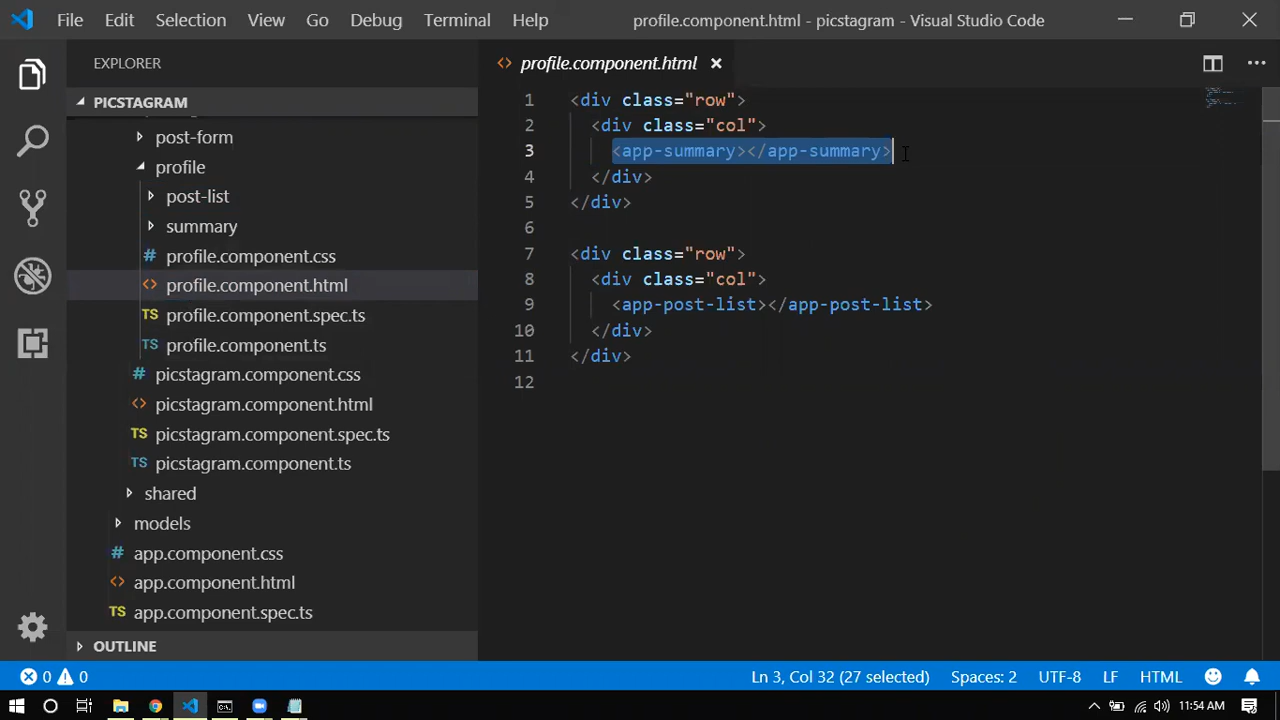 File Edit Selection View Go Debug Terminal Help profile.component.html - picstagram - Visual Studio Code
EXPLORER
PICSTAGRAM
post-form
profile
post-list
summary
# profile.component.css
<> profile.component.html
TS profile.component.spec.ts
TS profile.component.ts
# picstagram.component.css
<> picstagram.component.html
TS picstagram.component.spec.ts
TS picstagram.component.ts
shared
models
# app.component.css
<> app.component.html
TS app.component.spec.ts
OUTLINE
<> profile.component.html
1 <div class="row">
2 <div class="col">
3 <app-summary></app-summary>
4 </div>
5 </div>
6
7 <div class="row">
8 <div class="col">
9 <app-post-list></app-post-list>
10 </div>
11 </div>
12
0 0 Ln 3, Col 32 (27 selected) Spaces: 2 UTF-8 LF HTML
11:54 AM